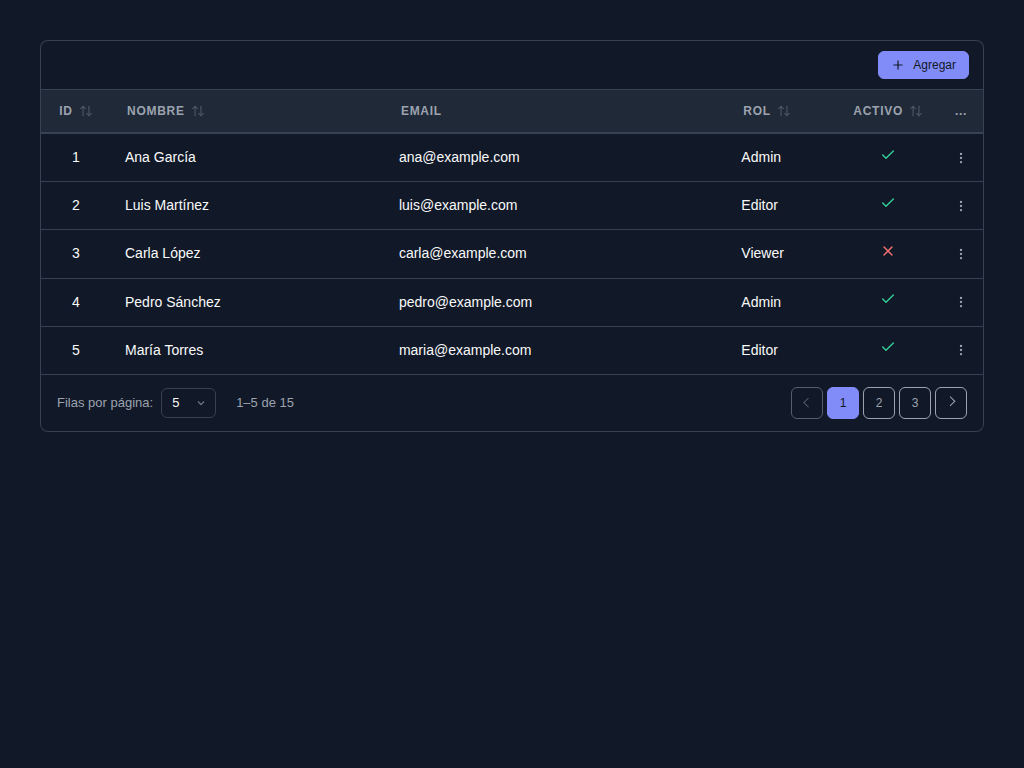 Agregar
ID NOMBRE EMAIL ROL ACTIVO ...
1 Ana García ana@example.com Admin
2 Luis Martínez luis@example.com Editor
3 Carla López carla@example.com Viewer
4 Pedro Sánchez pedro@example.com Admin
5 María Torres maria@example.com Editor
Filas por página: 5 1–5 de 15 1 2 3